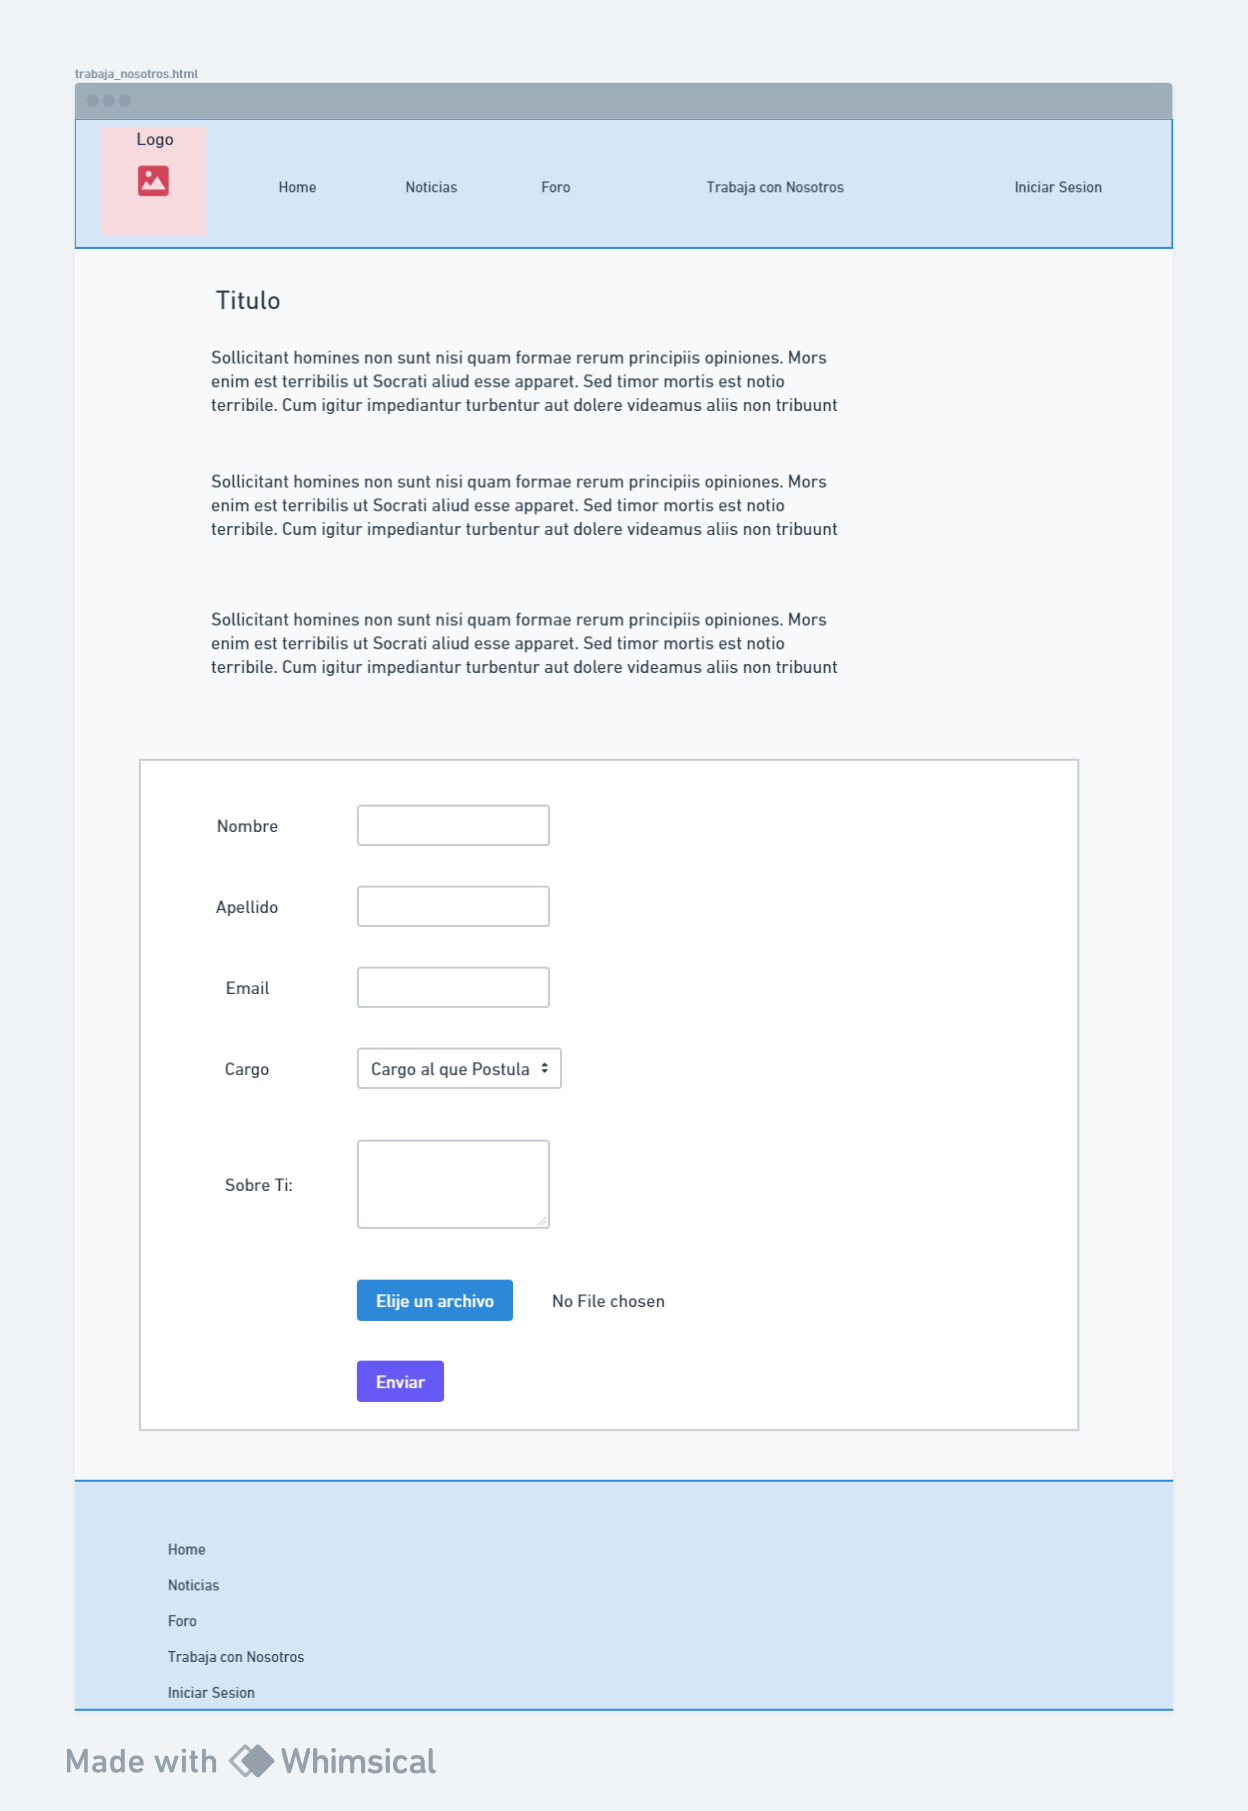 trabaja_nosotros.html
Logo
Home Noticias Foro Trabaja con Nosotros Iniciar Sesion
Titulo
Sollicitant homines non sunt nisi quam formae rerum principiis opiniones. Mors
enim est terribilis ut Socrati aliud esse apparet. Sed timor mortis est notio
terribile. Cum igitur impediantur turbentur aut dolere videamus aliis non tribuunt
Sollicitant homines non sunt nisi quam formae rerum principiis opiniones. Mors
enim est terribilis ut Socrati aliud esse apparet. Sed timor mortis est notio
terribile. Cum igitur impediantur turbentur aut dolere videamus aliis non tribuunt
Sollicitant homines non sunt nisi quam formae rerum principiis opiniones. Mors
enim est terribilis ut Socrati aliud esse apparet. Sed timor mortis est notio
terribile. Cum igitur impediantur turbentur aut dolere videamus aliis non tribuunt
Nombre
Apellido
Email
Cargo Cargo al que Postula
Sobre Ti:
Elije un archivo No File chosen
Enviar
Home
Noticias
Foro
Trabaja con Nosotros
Iniciar Sesion
Made with Whimsical